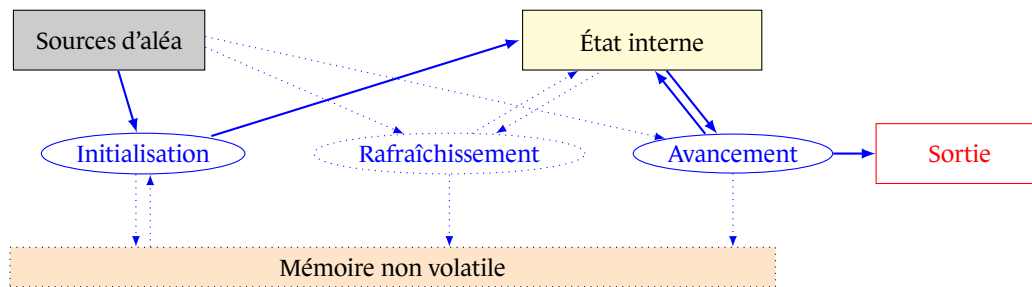 Sources d'aléa
État interne
Initialisation
Rafraîchissement
Avancement
Sortie
Mémoire non volatile